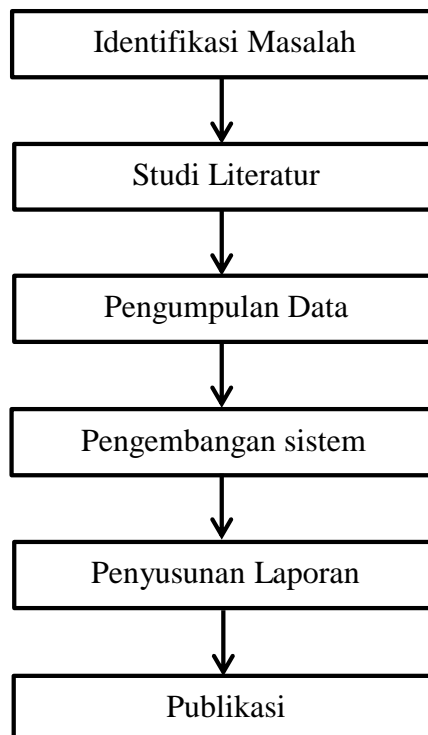 Identifikasi Masalah
Studi Literatur
Pengumpulan Data
Pengembangan sistem
Penyusunan Laporan
Publikasi